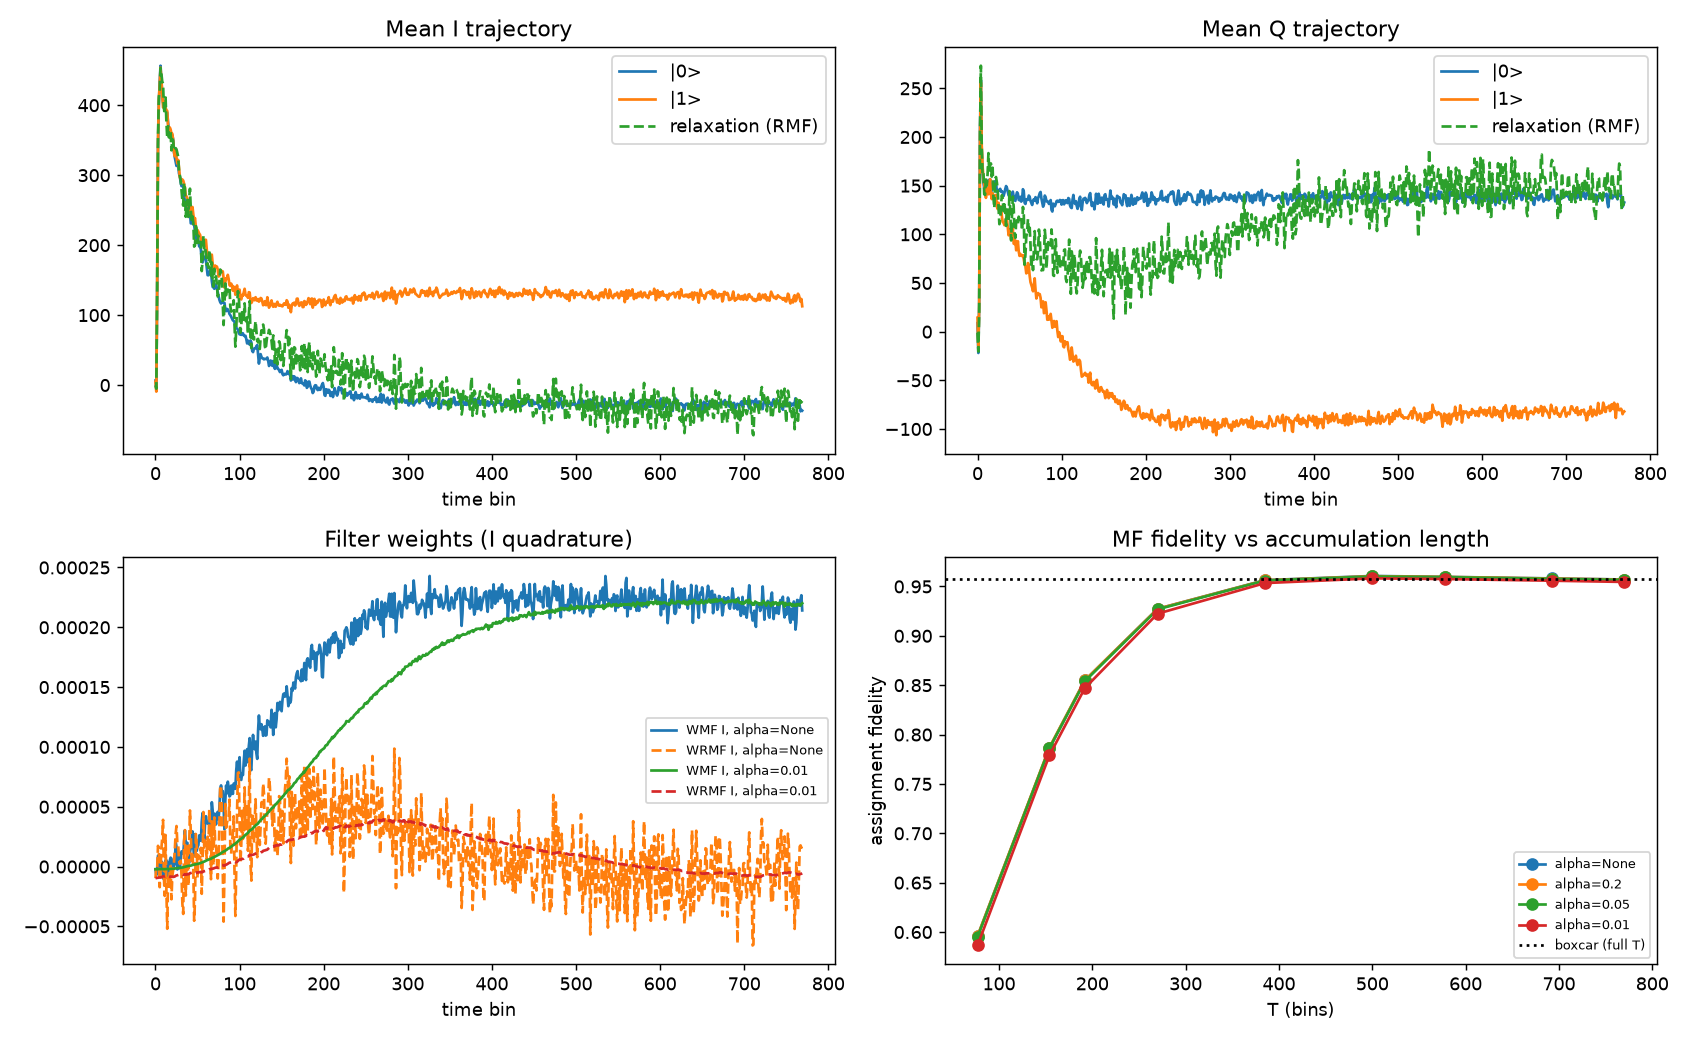 Mean I trajectory
400
300
200
100
0
|0>
|1>
relaxation (RMF)
0 100 200 300 400 500 600 700 800
time bin
Mean Q trajectory
250
200
150
100
50
0
−50
−100
|0>
|1>
relaxation (RMF)
0 100 200 300 400 500 600 700 800
time bin
Filter weights (I quadrature)
0.00025
0.00020
0.00015
0.00010
0.00005
0.00000
−0.00005
WMF I, alpha=None
WRMF I, alpha=None
WMF I, alpha=0.01
WRMF I, alpha=0.01
0 100 200 300 400 500 600 700 800
time bin
MF fidelity vs accumulation length
assignment fidelity
0.95
0.90
0.85
0.80
0.75
0.70
0.65
0.60
alpha=None
alpha=0.2
alpha=0.05
alpha=0.01
boxcar (full T)
100 200 300 400 500 600 700 800
T (bins)